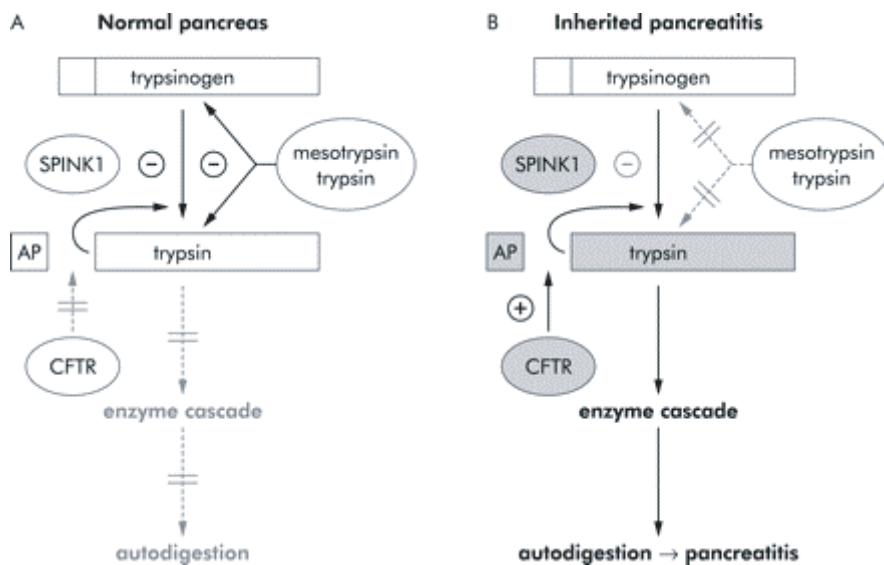 A Normal pancreas
trypsinogen
SPINK1
−
−
mesotrypsin
trypsin
AP
trypsin
CFTR
enzyme cascade
autodigestion
B Inherited pancreatitis
trypsinogen
SPINK1
−
mesotrypsin
trypsin
AP
trypsin
+
CFTR
enzyme cascade
autodigestion → pancreatitis